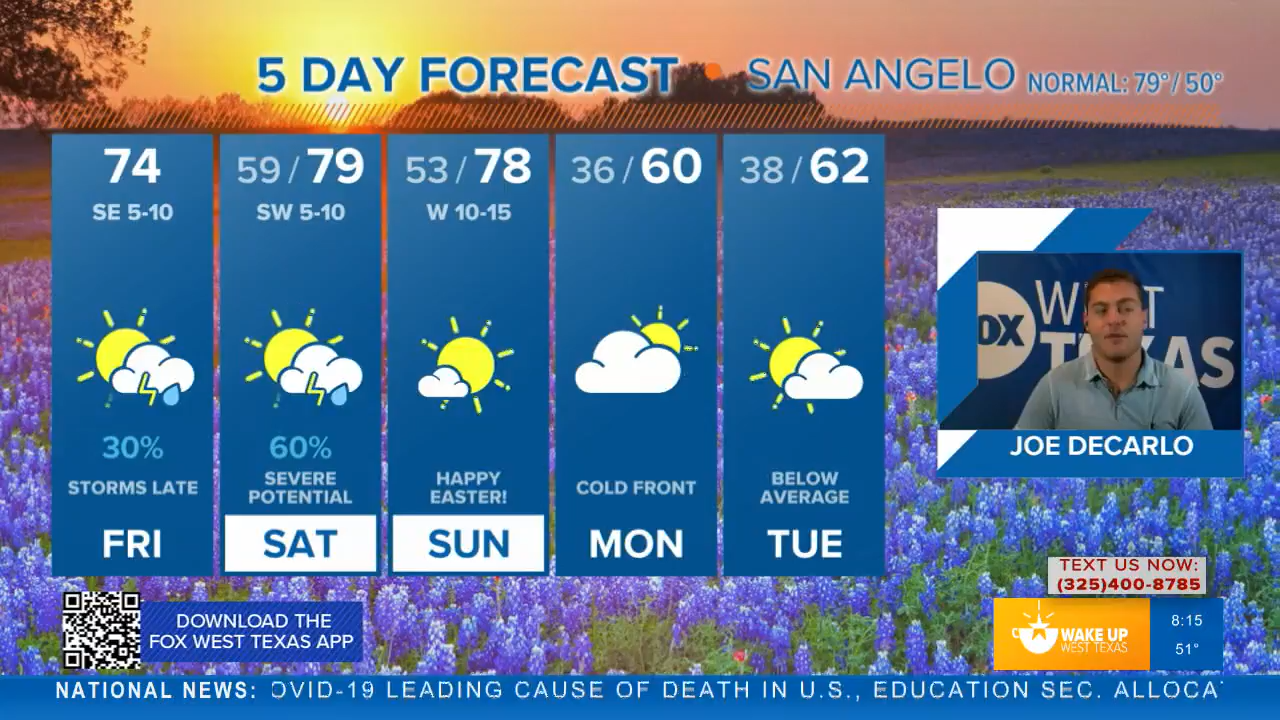 5 DAY FORECAST • SAN ANGELO NORMAL: 79°/ 50°
74
SE 5-10
30%
STORMS LATE
FRI
59 / 79
SW 5-10
60%
SEVERE
POTENTIAL
SAT
53 / 78
W 10-15
HAPPY
EASTER!
SUN
36 / 60
COLD FRONT
MON
38 / 62
BELOW
AVERAGE
TUE
WEST
TEXAS
JOE DECARLO
TEXT US NOW:
(325)400-8785
DOWNLOAD THE
FOX WEST TEXAS APP
WAKE UP
WEST TEXAS
8:15
51°
NATIONAL NEWS: OVID-19 LEADING CAUSE OF DEATH IN U.S., EDUCATION SEC. ALLOCA